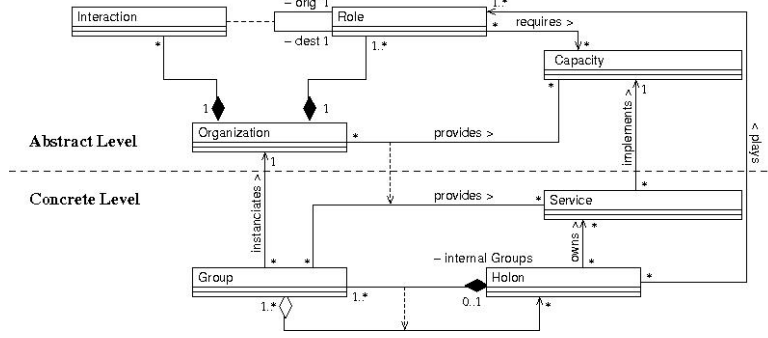 – orig 1
1..*
Interaction
Role
requires >
*
*
– dest 1
1..*
*
Capacity
*
1
1
1
Organization
*
provides >
implements >
< plays
Abstract Level
1
Concrete Level
instanciates >
*
Service
provides >
*
*
owns >
*
*
– internal Groups
*
Group
Holon
*
1..*
1..*
0..1
*